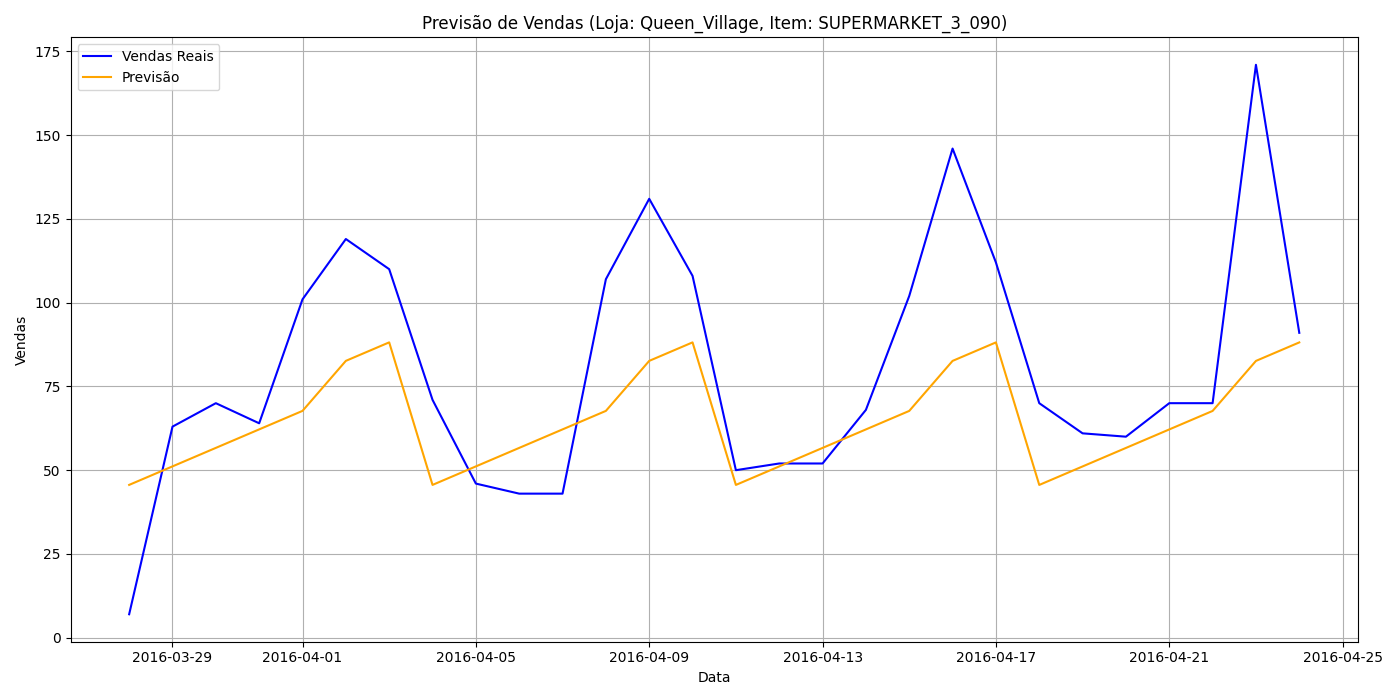 Previsão de Vendas (Loja: Queen_Village, Item: SUPERMARKET_3_090)
Vendas Reais
Previsão
175
150
125
100
75
50
25
0
Vendas
2016-03-29 2016-04-01 2016-04-05 2016-04-09 2016-04-13 2016-04-17 2016-04-21 2016-04-25
Data